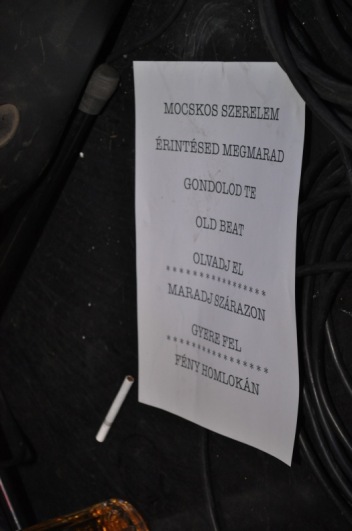 MOCSKOS SZERELEM
ÉRINTÉSED MEGMARAD
GONDOLOD TE
OLD BEAT
OLVADJ EL
*****************
MARADJ SZÁRAZON
GYERE FEL
*****************
FÉNY HOMLOKÁN